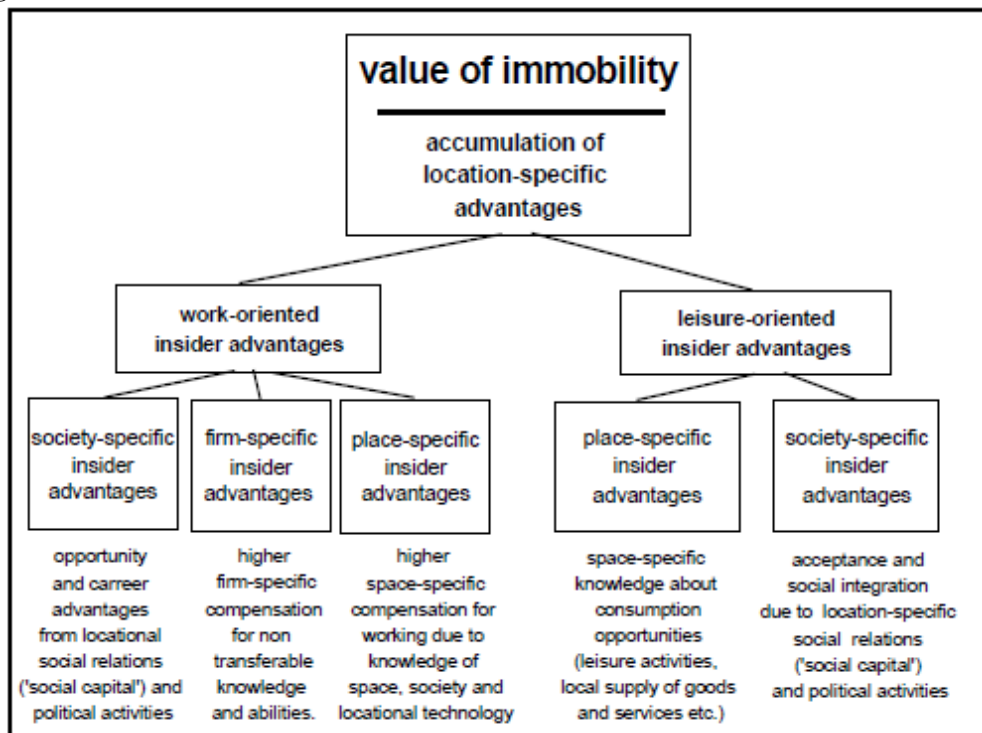 value of immobility
accumulation of
location-specific
advantages
work-oriented
insider advantages
leisure-oriented
insider advantages
society-specific
insider
advantages
firm-specific
insider
advantages
place-specific
insider
advantages
place-specific
insider
advantages
society-specific
insider
advantages
opportunity
and carreer
advantages
from locational
social relations
('social capital') and
political activities
higher
firm-specific
compensation
for non
transferable
knowledge
and abilities.
higher
space-specific
compensation for
working due to
knowledge of
space, society and
locational technology
space-specific
knowledge about
consumption
opportunities
(leisure activities,
local supply of goods
and services etc.)
acceptance and
social integration
due to location-specific
social relations
('social capital')
and political activities